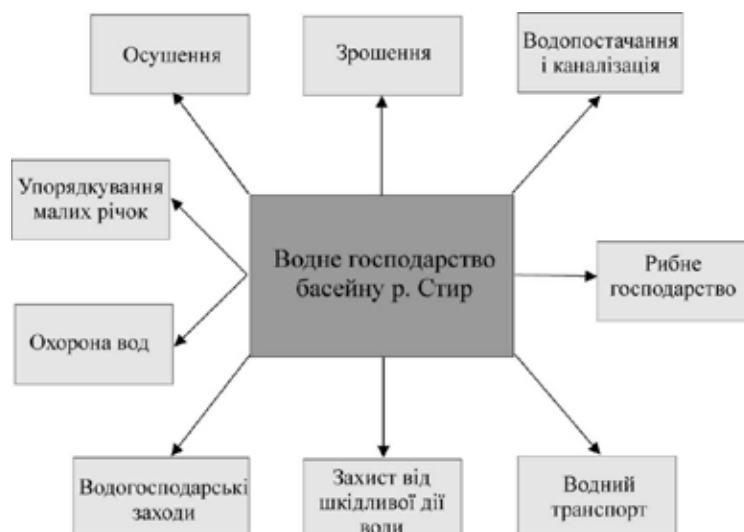 Осушення
Зрошення
Водопостачання
і каналізація
Упорядкування
малих річок
Водне господарство
басейну р. Стир
Рибне
господарство
Охорона вод
Водогосподарські
заходи
Захист від
шкідливої дії
води
Водний
транспорт